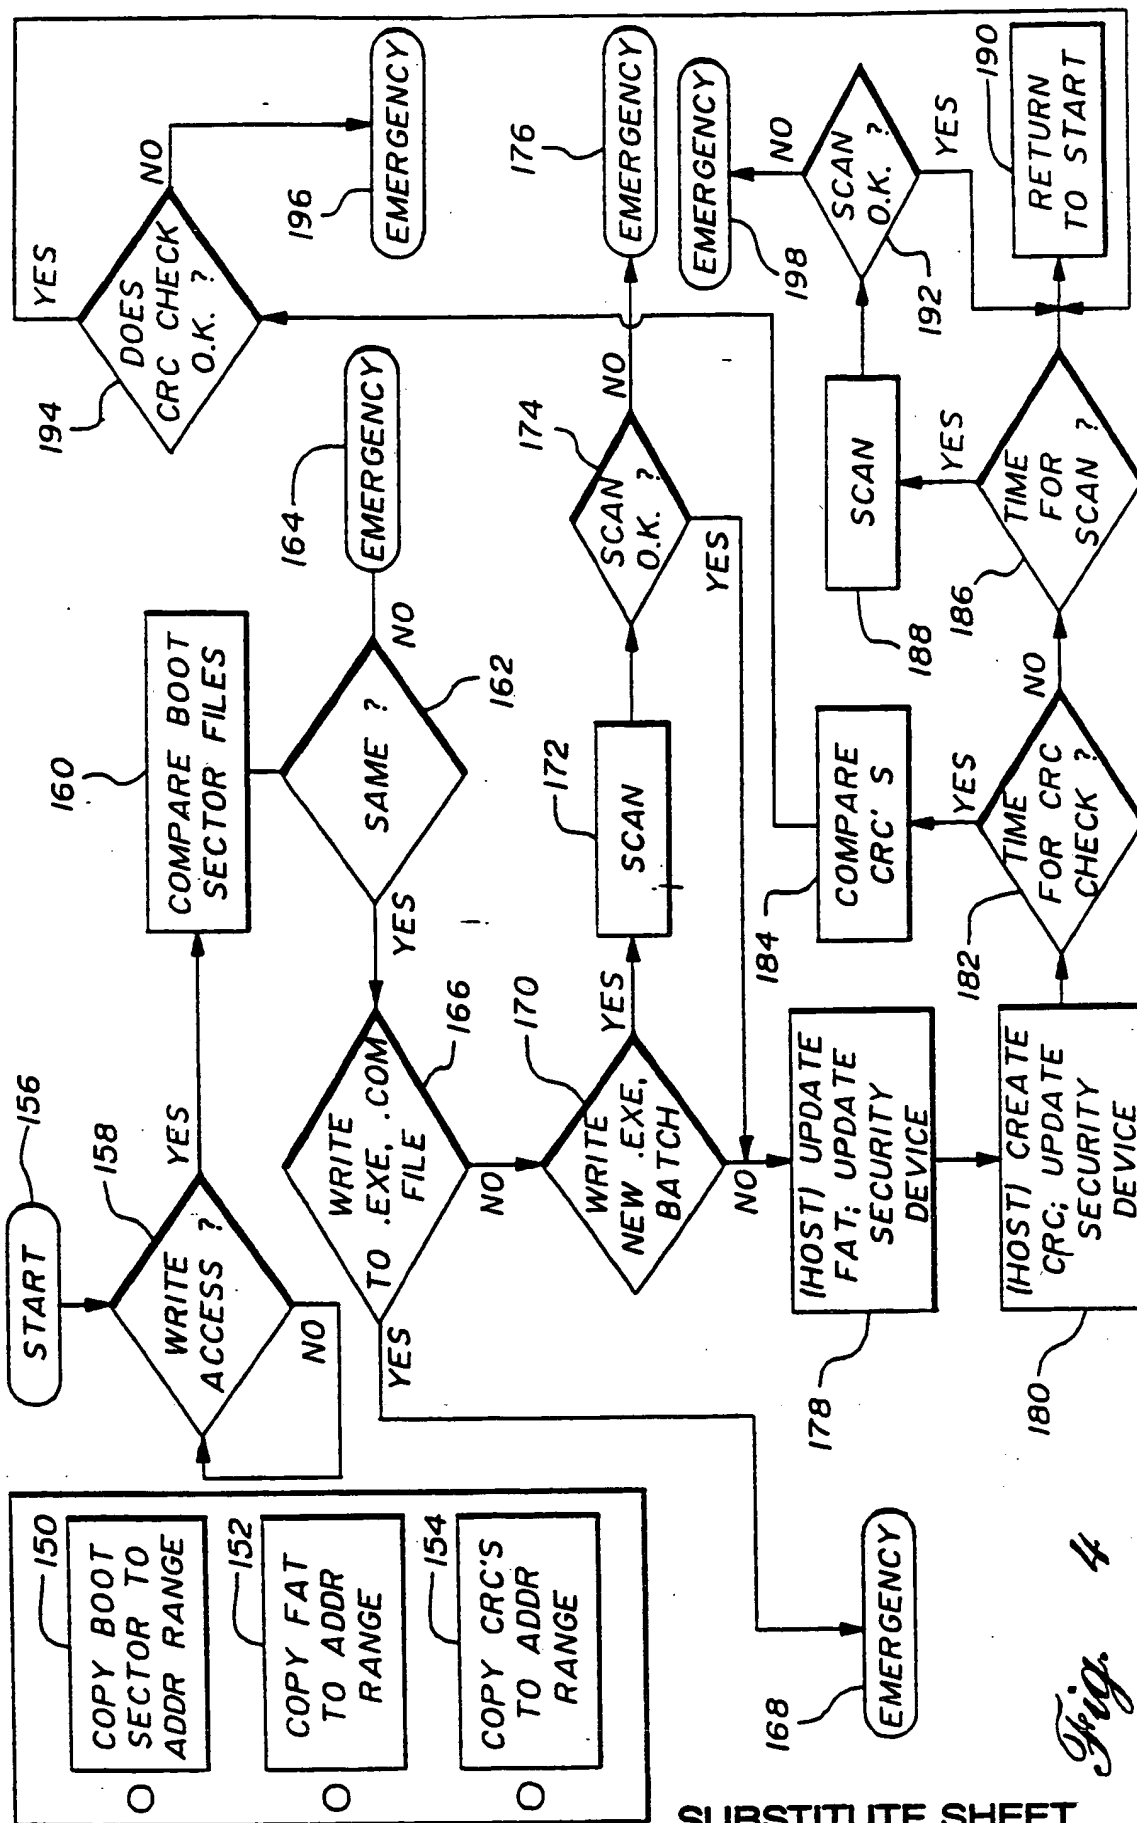 150
COPY BOOT
SECTOR TO
ADDR RANGE
152
COPY FAT
TO ADDR
RANGE
154
COPY CRC'S
TO ADDR
RANGE
START
156
WRITE
ACCESS ?
158
YES
NO
160
COMPARE BOOT
SECTOR FILES
SAME ?
162
NO
YES
164
EMERGENCY
WRITE
TO .EXE, .COM
FILE
166
YES
NO
168
EMERGENCY
170
WRITE
NEW .EXE,
BATCH
YES
NO
172
SCAN
174
SCAN
O.K. ?
NO
YES
176
EMERGENCY
(HOST) UPDATE
FAT; UPDATE
SECURITY
DEVICE
178
(HOST) CREATE
CRC; UPDATE
SECURITY
DEVICE
180
TIME
FOR CRC
CHECK ?
182
YES
NO
184
COMPARE
CRC'S
194
DOES
CRC CHECK
O.K. ?
YES
NO
196
EMERGENCY
TIME
FOR
SCAN ?
186
YES
188
SCAN
SCAN
O.K. ?
192
NO
YES
198
EMERGENCY
190
RETURN
TO START
Fig. 4
SUBSTITUTE SHEET